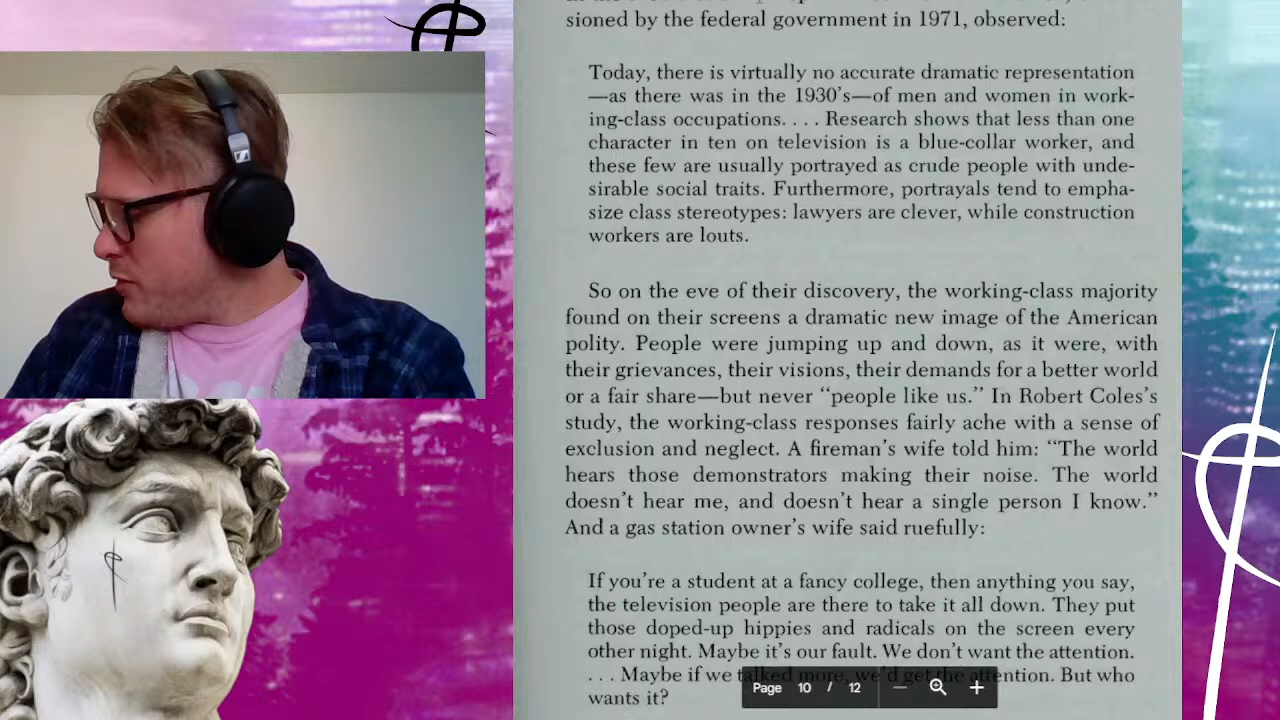 sioned by the federal government in 1971, observed:
Today, there is virtually no accurate dramatic representation
—as there was in the 1930's—of men and women in work-
ing-class occupations. . . . Research shows that less than one
character in ten on television is a blue-collar worker, and
these few are usually portrayed as crude people with unde-
sirable social traits. Furthermore, portrayals tend to empha-
size class stereotypes: lawyers are clever, while construction
workers are louts.
So on the eve of their discovery, the working-class majority
found on their screens a dramatic new image of the American
polity. People were jumping up and down, as it were, with
their grievances, their visions, their demands for a better world
or a fair share—but never “people like us.” In Robert Coles's
study, the working-class responses fairly ache with a sense of
exclusion and neglect. A fireman's wife told him: “The world
hears those demonstrators making their noise. The world
doesn't hear me, and doesn't hear a single person I know.”
And a gas station owner's wife said ruefully:
If you're a student at a fancy college, then anything you say,
the television people are there to take it all down. They put
those doped-up hippies and radicals on the screen every
other night. Maybe it's our fault. We don't want the attention.
. . . Maybe if we talked more, we'd get the attention. But who
wants it?
Page 10 / 12